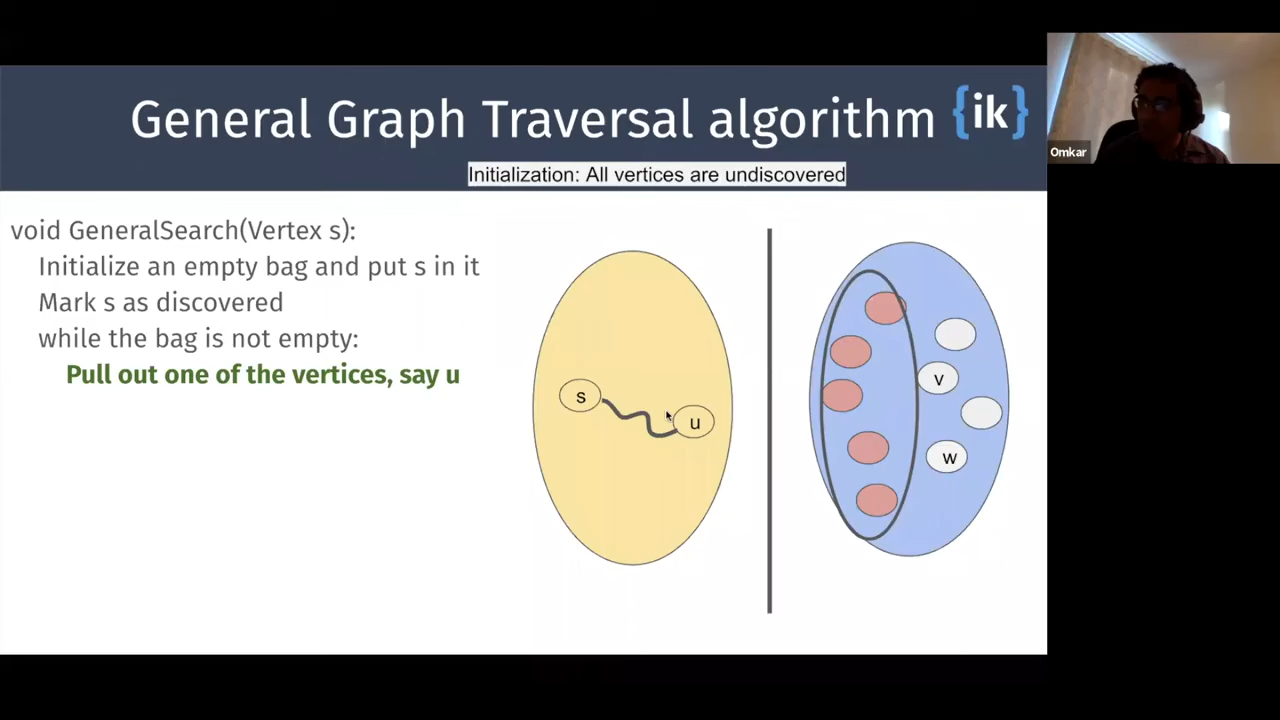 General Graph Traversal algorithm {ik}
Initialization: All vertices are undiscovered
Omkar
void GeneralSearch(Vertex s):
Initialize an empty bag and put s in it
Mark s as discovered
while the bag is not empty:
Pull out one of the vertices, say u
s
u
v
w